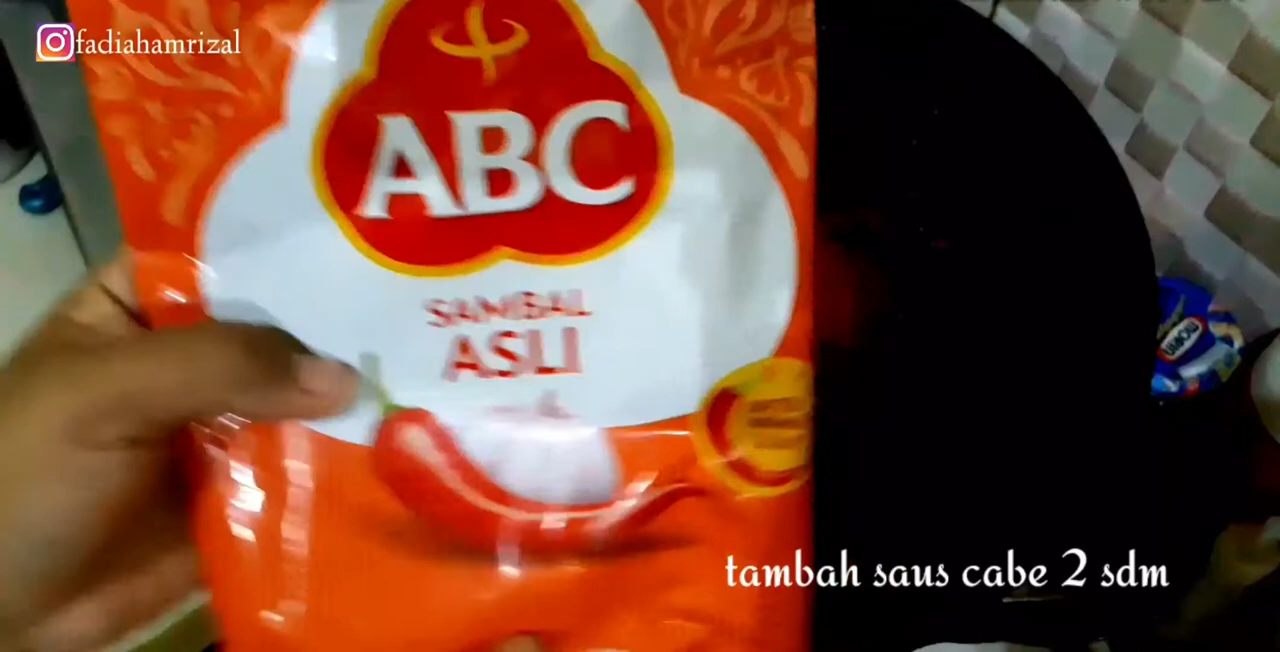 fadiahamrizal
ABC
SAMBAL
ASLI
tambah saus cabe 2 sdm